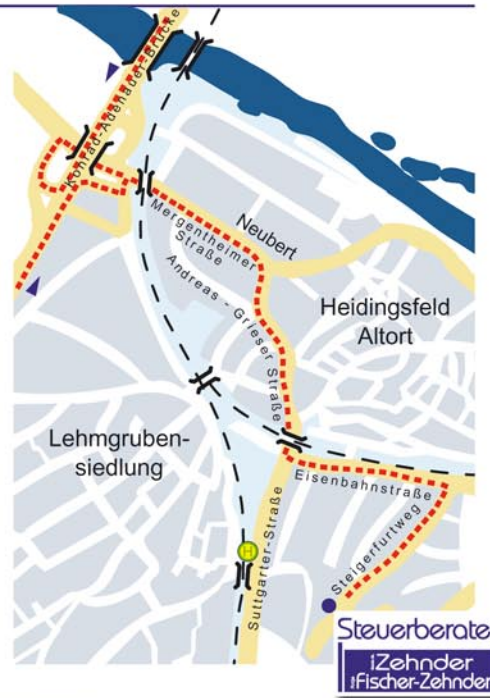 Konrad-Adenauer-Brücke
Neubert
Mergentheimer
Straße
Andreas - Grieser Straße
Heidingsfeld
Altort
Lehmgruben-
siedlung
Eisenbahnstraße
H
Suttgarter-Straße
Steigerfurtweg
Steuerberate
Zehnder
Fischer-Zehnder